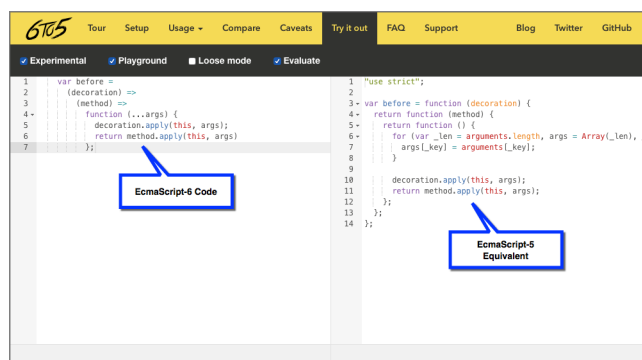 6TO5 Tour Setup Usage Compare Caveats Try it out FAQ Support Blog Twitter GitHub
Experimental Playground Loose mode Evaluate
1 var before =
2 (decoration) =>
3 (method) =>
4 function (...args) {
5 decoration.apply(this, args);
6 return method.apply(this, args)
7 };
EcmaScript-6 Code
1 "use strict";
2
3 var before = function (decoration) {
4 return function (method) {
5 return function () {
6 for (var _len = arguments.length, args = Array(_len),
7 args[_key] = arguments[_key];
8 }
9
10 decoration.apply(this, args);
11 return method.apply(this, args);
12 };
13 };
14 };
EcmaScript-5
Equivalent